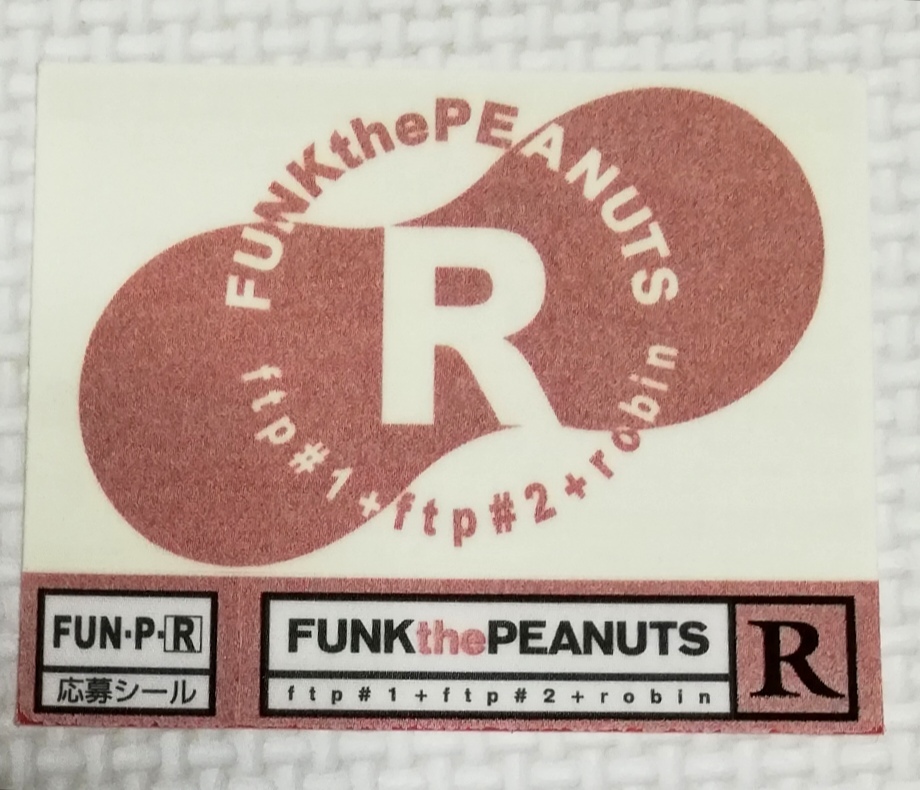 FUNKthePEANUTS
R
ftp#1+ftp#2+robin
FUN・P・R
応募シール
FUNKthePEANUTS
ftp#1+ftp#2+robin
R